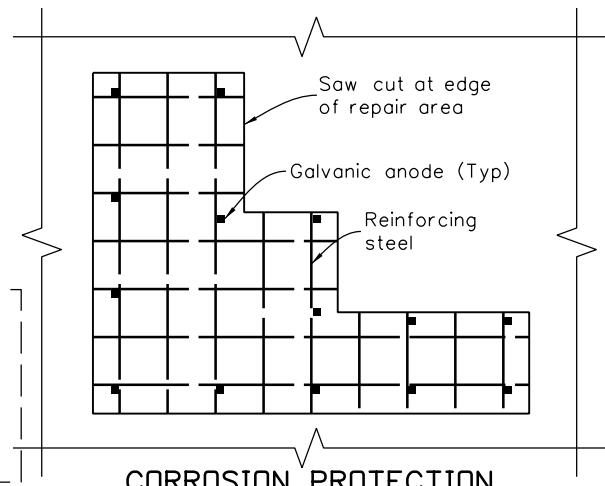 Saw cut at edge
of repair area
Galvanic anode (Typ)
Reinforcing
steel
CORROSION PROTECTION